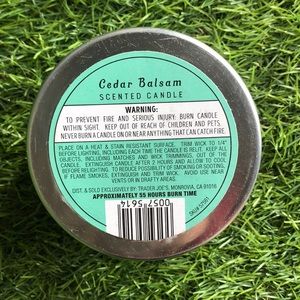 Cedar Balsam
SCENTED CANDLE
WARNING:
TO PREVENT FIRE AND SERIOUS INJURY: BURN CANDLE
WITHIN SIGHT. KEEP OUT OF REACH OF CHILDREN AND PETS.
NEVER BURN A CANDLE ON OR NEAR ANYTHING THAT CAN CATCH FIRE.
PLACE ON A HEAT & STAIN RESISTANT SURFACE. TRIM WICK TO 1/4"
BEFORE LIGHTING, INCLUDING EACH TIME THE CANDLE IS RELIT. KEEP ALL
OBJECTS, INCLUDING MATCHES AND WICK TRIMMINGS, OUT OF THE
CANDLE. EXTINGUISH CANDLE AFTER 2 HOURS AND ALLOW TO COOL
BEFORE RELIGHTING. TO REDUCE POSSIBILITY OF SMOKING OR SOOTING,
IF FLAME SMOKES, EXTINGUISH AND TRIM WICK. AVOID USE NEAR
VENTS OR IN DRAFTY AREAS.
DIST. & SOLD EXCLUSIVELY BY: TRADER JOE'S, MONROVIA, CA 91016
APPROXIMATELY 55 HOURS BURN TIME
0057 5614